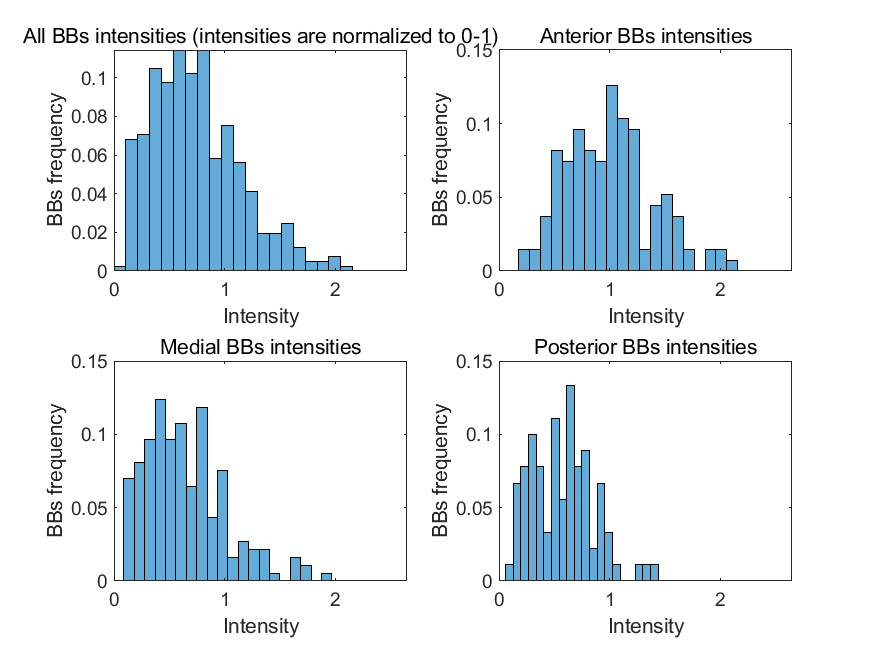 All BBs intensities (intensities are normalized to 0-1)
BBs frequency
0.1
0.08
0.06
0.04
0.02
0
0 1 2
Intensity
Anterior BBs intensities
BBs frequency
0.15
0.1
0.05
0
0 1 2
Intensity
Medial BBs intensities
BBs frequency
0.15
0.1
0.05
0
0 1 2
Intensity
Posterior BBs intensities
BBs frequency
0.15
0.1
0.05
0
0 1 2
Intensity